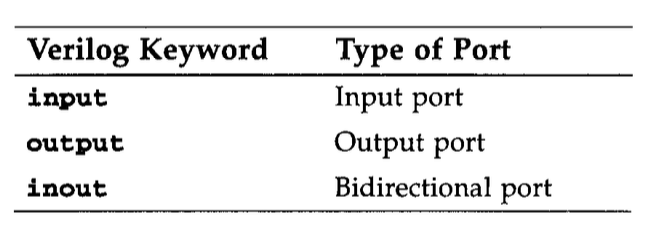 Verilog Keyword Type of Port
input Input port
output Output port
inout Bidirectional port